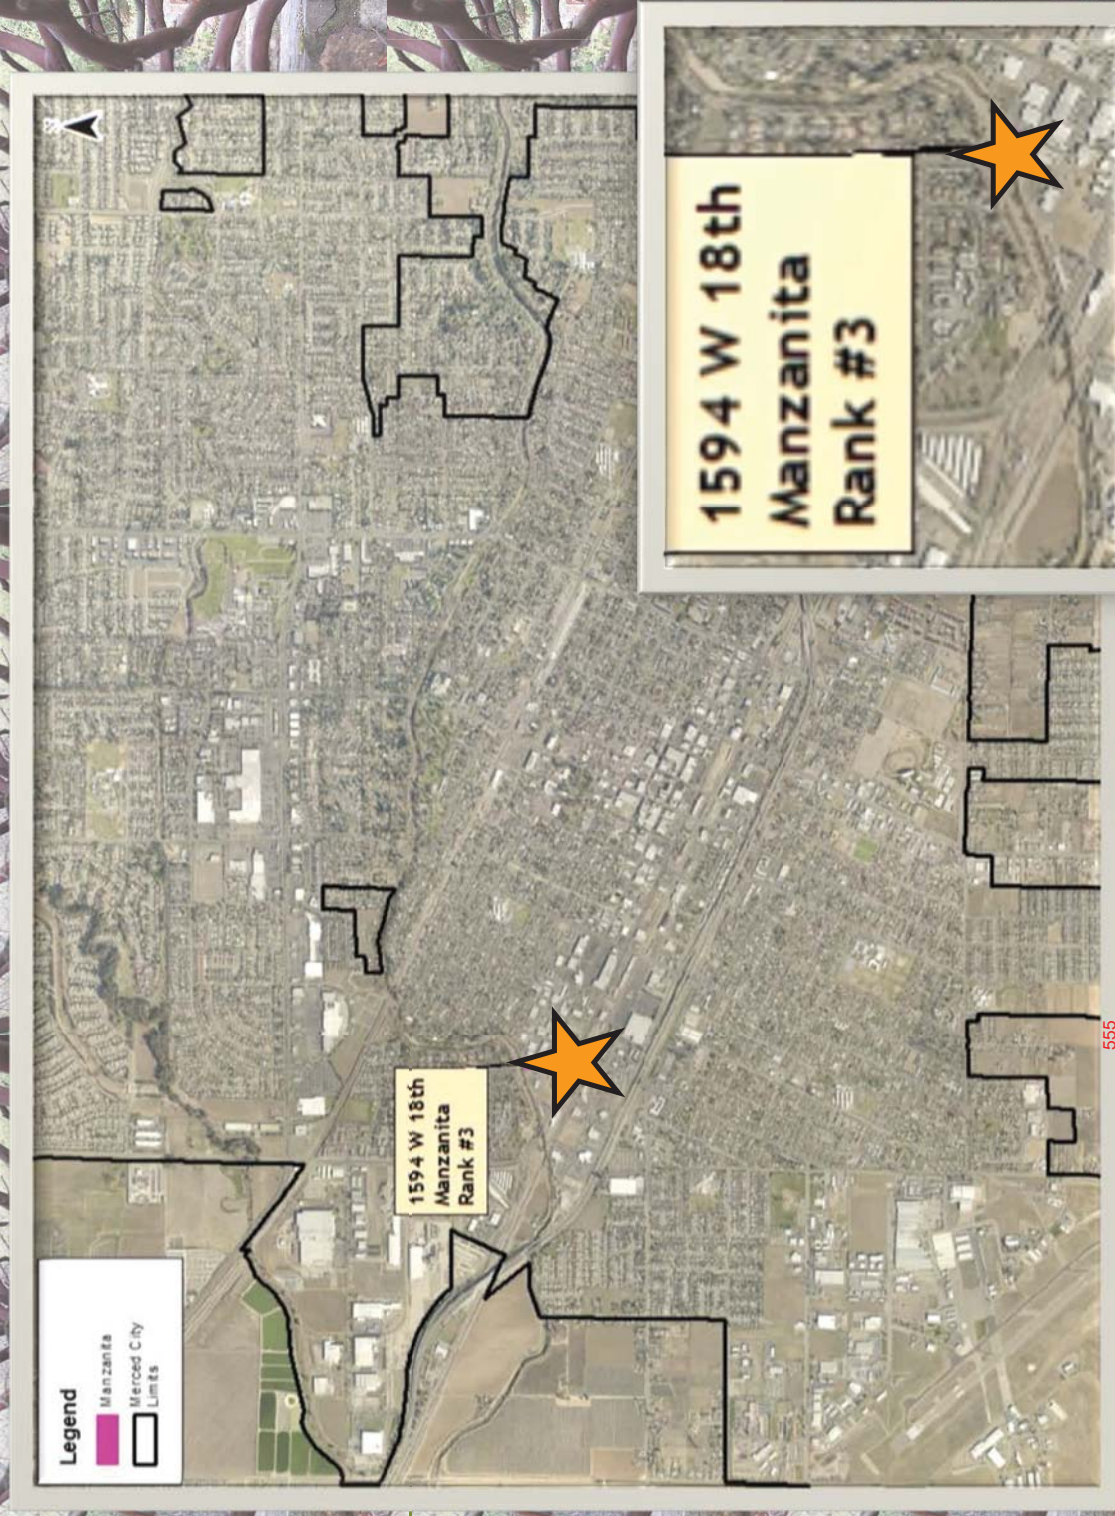 1594 W 18th
Manzanita
Rank #3
1594 W 18th
Manzanita
Rank #3
Legend
Manzanita
Merced City
Limits
555